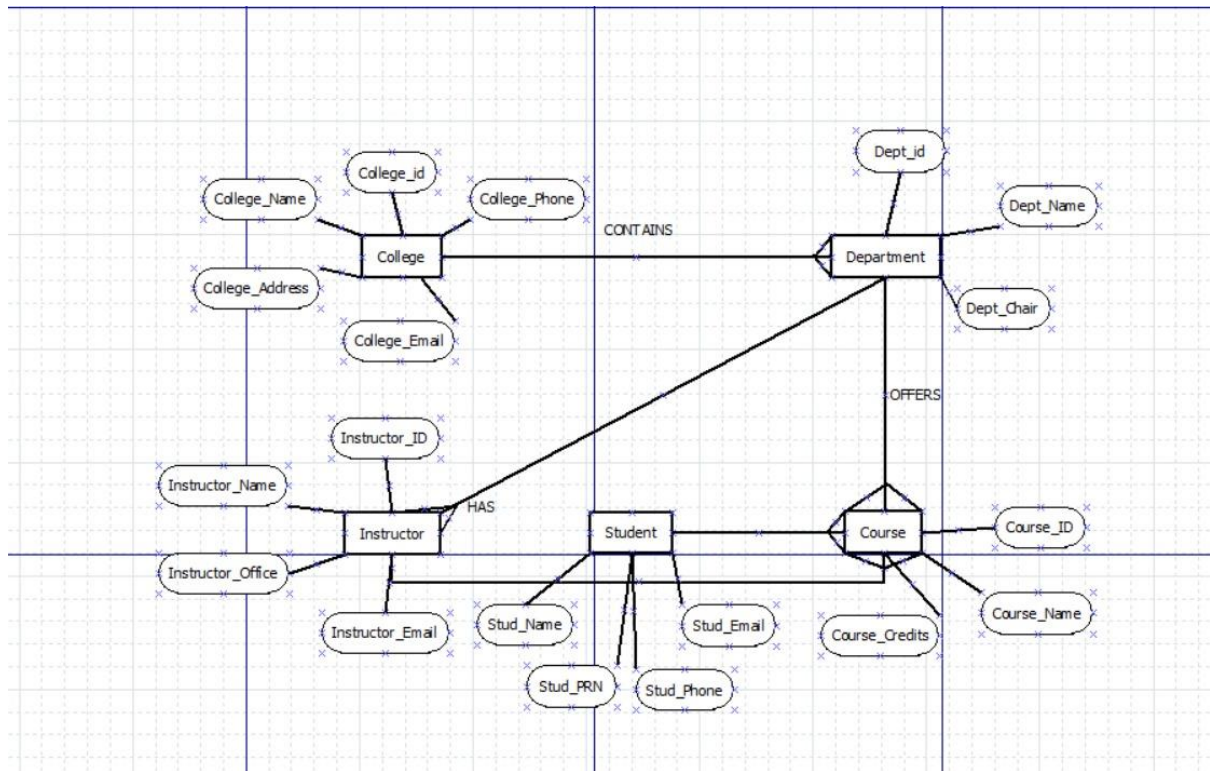 Dept_id
College_id
College_Name
College_Phone
Dept_Name
CONTAINS
College
Department
College_Address
Dept_Chair
College_Email
OFFERS
Instructor_ID
Instructor_Name
HAS
Instructor
Student
Course
Course_ID
Instructor_Office
Course_Name
Stud_Name
Stud_Email
Instructor_Email
Course_Credits
Stud_PRN
Stud_Phone